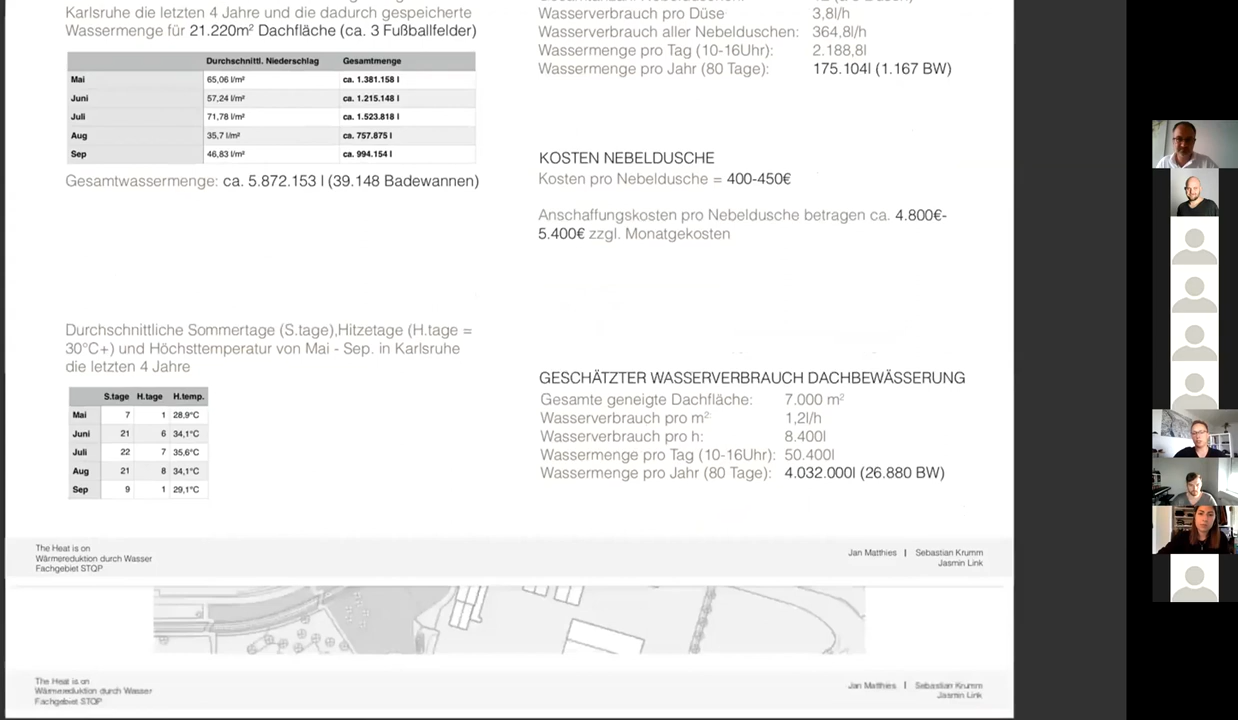 Karlsruhe die letzten 4 Jahre und die dadurch gespeicherte
Wassermenge für 21.220m² Dachfläche (ca. 3 Fußballfelder)
Durchschnittl. Niederschlag Gesamtmenge
Mai 65,06 l/m² ca. 1.381.158 l
Juni 57,24 l/m² ca. 1.215.148 l
Juli 71,78 l/m² ca. 1.523.818 l
Aug 35,7 l/m² ca. 757.875 l
Sep 46,83 l/m² ca. 994.154 l
Gesamtwassermenge: ca. 5.872.153 l (39.148 Badewannen)
Durchschnittliche Sommertage (S.tage),Hitzetage (H.tage =
30°C+) und Höchsttemperatur von Mai - Sep. in Karlsruhe
die letzten 4 Jahre
S.tage H.tage H.temp.
Mai 7 1 28,9°C
Juni 21 6 34,1°C
Juli 22 7 35,6°C
Aug 21 8 34,1°C
Sep 9 1 29,1°C
Wasserverbrauch pro Düse 3,8l/h
Wasserverbrauch aller Nebelduschen: 364,8l/h
Wassermenge pro Tag (10-16Uhr): 2.188,8l
Wassermenge pro Jahr (80 Tage): 175.104l (1.167 BW)
KOSTEN NEBELDUSCHE
Kosten pro Nebeldusche = 400-450€
Anschaffungskosten pro Nebeldusche betragen ca. 4.800€-
5.400€ zzgl. Monatgekosten
GESCHÄTZTER WASSERVERBRAUCH DACHBEWÄSSERUNG
Gesamte geneigte Dachfläche: 7.000 m²
Wasserverbrauch pro m²: 1,2l/h
Wasserverbrauch pro h: 8.400l
Wassermenge pro Tag (10-16Uhr): 50.400l
Wassermenge pro Jahr (80 Tage): 4.032.000l (26.880 BW)
The Heat is on
Wärmereduktion durch Wasser
Fachgebiet STQP
Jan Matthies | Sebastian Krumm
Jasmin Link
The Heat is on
Wärmereduktion durch Wasser
Fachgebiet STQP
Jan Matthies | Sebastian Krumm
Jasmin Link